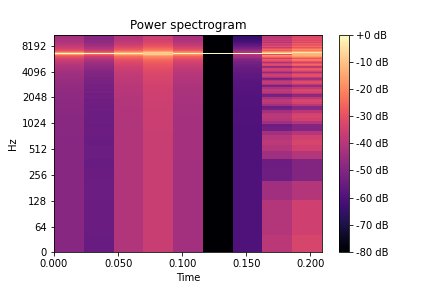 Power spectrogram
8192
4096
2048
1024
512
256
128
64
0
Hz
0.000 0.050 0.100 0.150 0.200
Time
+0 dB
-10 dB
-20 dB
-30 dB
-40 dB
-50 dB
-60 dB
-70 dB
-80 dB